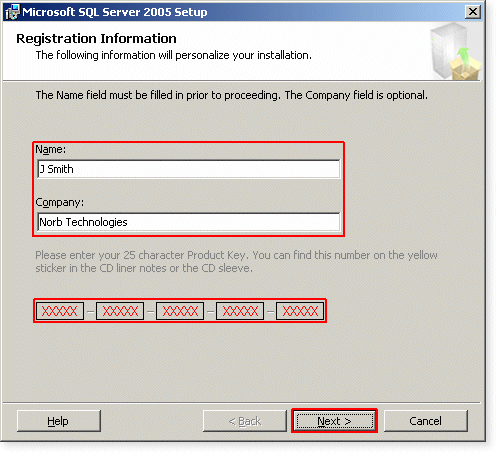 Microsoft SQL Server 2005 Setup
Registration Information
The following information will personalize your installation.
The Name field must be filled in prior to proceeding. The Company field is optional.
Name:
J Smith
Company:
Norb Technologies
Please enter your 25 character Product Key. You can find this number on the yellow
sticker in the CD liner notes or the CD sleeve.
XXXXX - XXXXX - XXXXX - XXXXX - XXXXX
Help < Back Next > Cancel